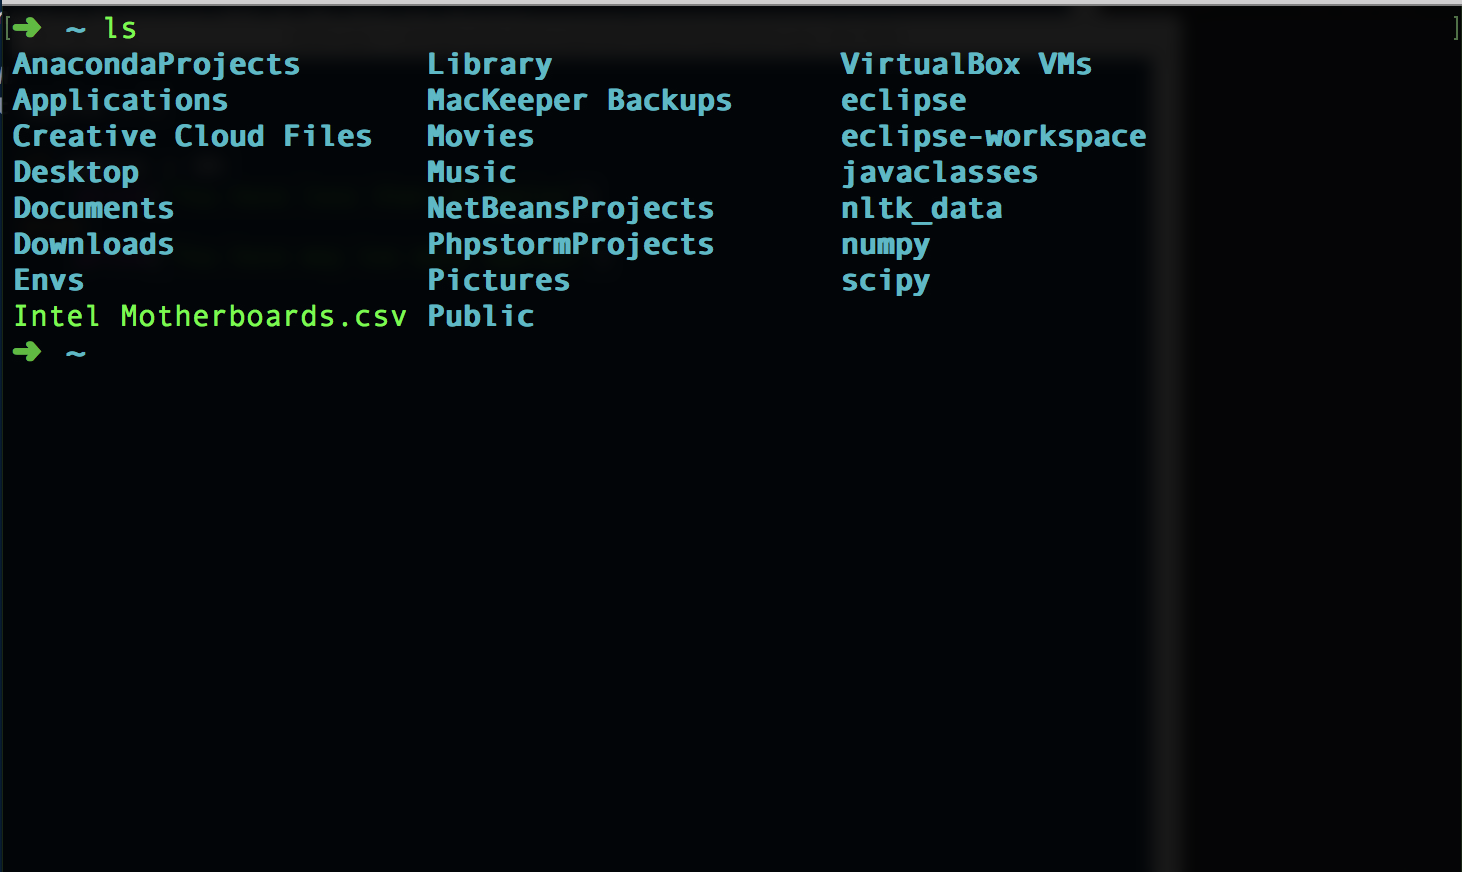 ➜ ~ ls
AnacondaProjects Library VirtualBox VMs
Applications MacKeeper Backups eclipse
Creative Cloud Files Movies eclipse-workspace
Desktop Music javaclasses
Documents NetBeansProjects nltk_data
Downloads PhpstormProjects numpy
Envs Pictures scipy
Intel Motherboards.csv Public
➜ ~